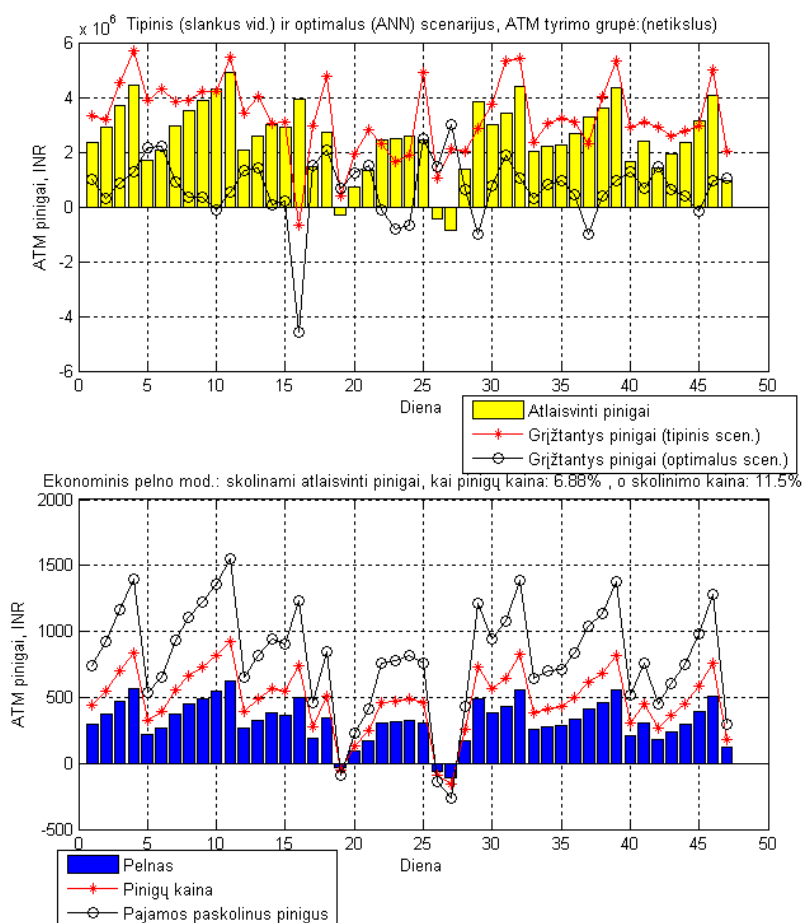 Tipinis (slankus vid.) ir optimalus (ANN) scenarijus, ATM tyrimo grupė:(netikslus)
x 10⁶
6
4
2
0
-2
-4
-6
ATM pinigai, INR
0 5 10 15 20 25 30 35 40 45 50
Diena
Atlaisvinti pinigai
Grįžtantys pinigai (tipinis scen.)
Grįžtantys pinigai (optimalus scen.)
Ekonominis pelno mod.: skolinami atlaisvinti pinigai, kai pinigų kaina: 6.88% , o skolinimo kaina: 11.5%
2000
1500
1000
500
0
-500
ATM pinigai, INR
0 5 10 15 20 25 30 35 40 45 50
Diena
Pelnas
Pinigų kaina
Pajamos paskolinus pinigus